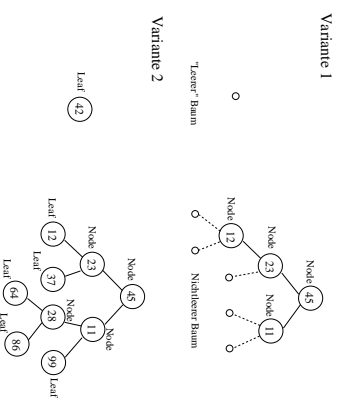 Variante 1
Node
45
Node
23
Node
11
Node
12
"Leerer" Baum
Nichtleerer Baum
Variante 2
Node
45
Node
23
Node
11
Leaf
42
Leaf
12
Leaf
37
Node
28
99
Leaf
Leaf
64
Leaf
86